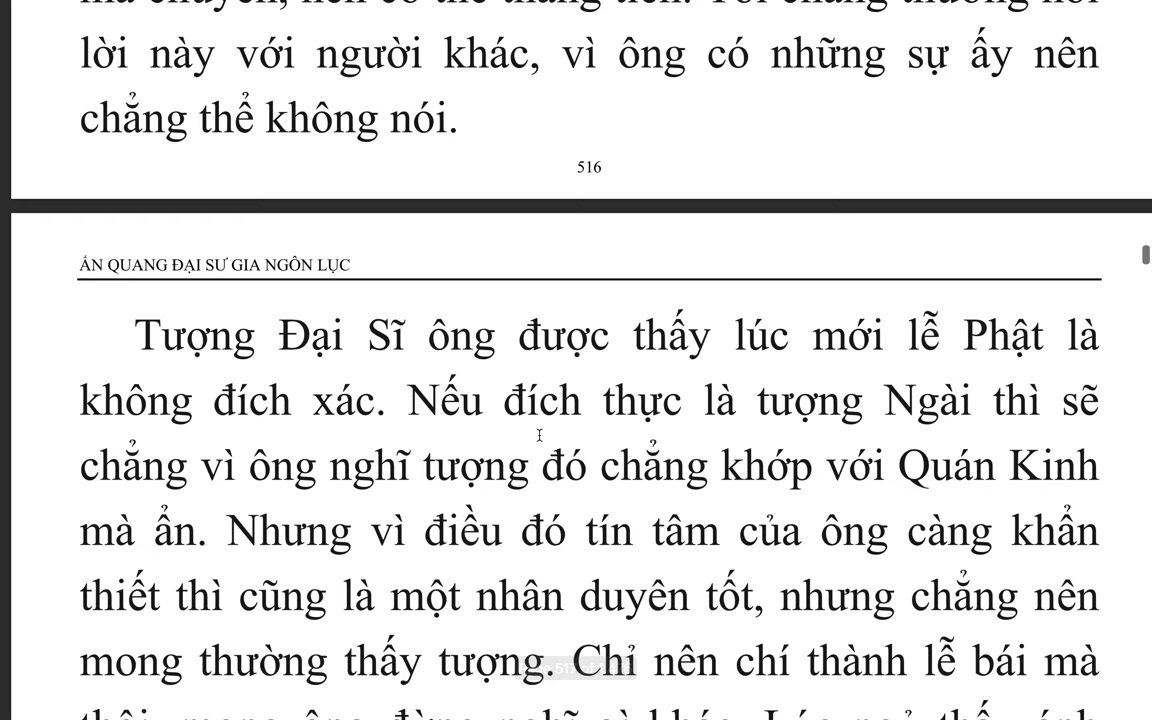 lời này với người khác, vì ông có những sự ấy nên
chẳng thể không nói.
516
ẤN QUANG ĐẠI SƯ GIA NGÔN LỤC
Tượng Đại Sĩ ông được thấy lúc mới lễ Phật là
không đích xác. Nếu đích thực là tượng Ngài thì sẽ
chẳng vì ông nghĩ tượng đó chẳng khớp với Quán Kinh
mà ẩn. Nhưng vì điều đó tín tâm của ông càng khẩn
thiết thì cũng là một nhân duyên tốt, nhưng chẳng nên
mong thường thấy tượng. Chỉ nên chí thành lễ bái mà